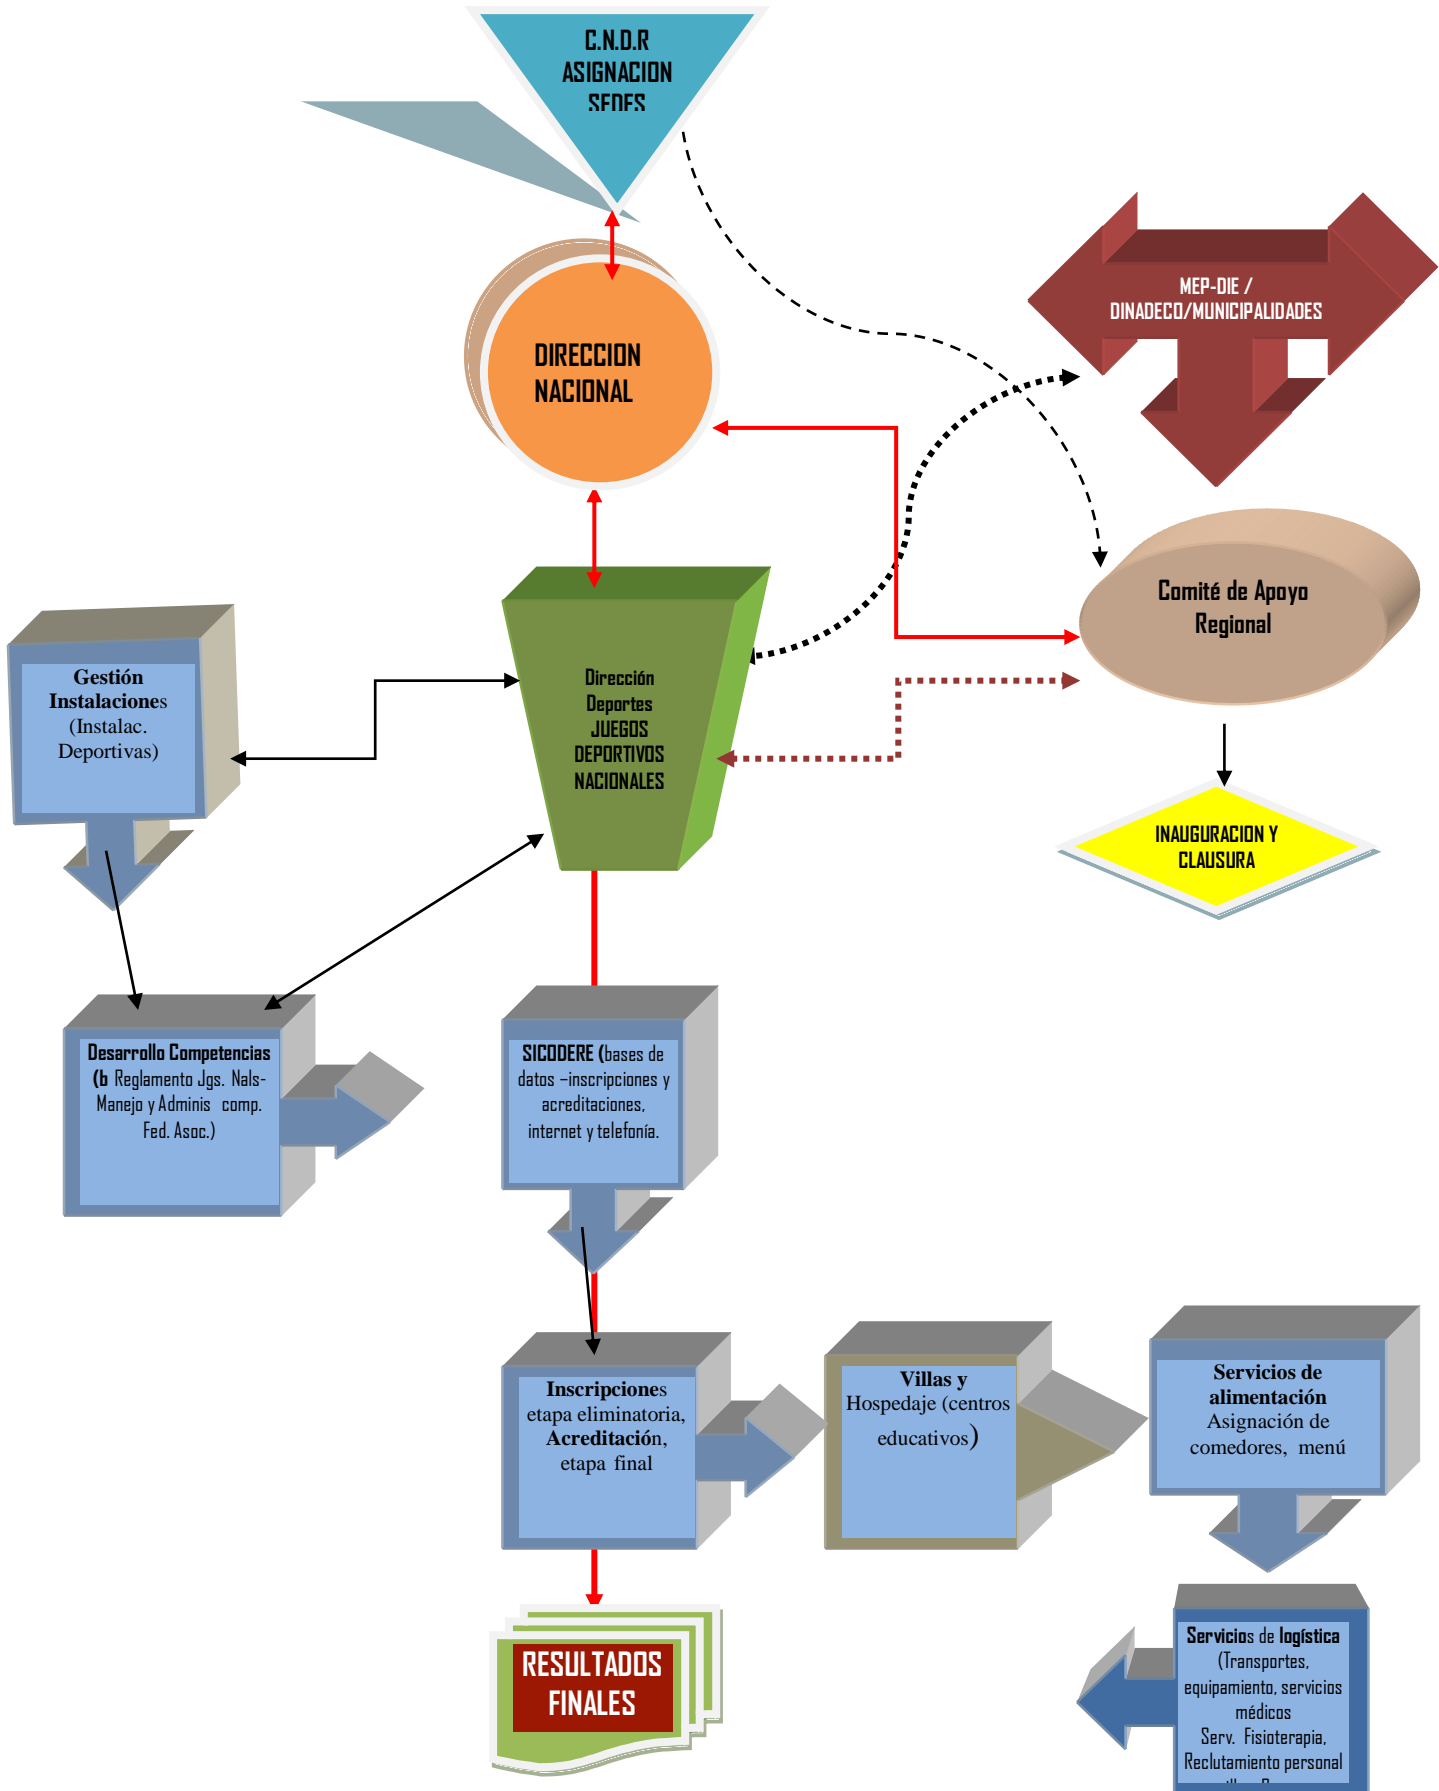 C.N.D.R
ASIGNACION
SEDES
MEP-DIE /
DINADECO/MUNICIPALIDADES
DIRECCION
NACIONAL
Comité de Apoyo
Regional
Gestión
Instalaciones
(Instalac.
Deportivas)
Dirección
Deportes
JUEGOS
DEPORTIVOS
NACIONALES
INAUGURACION Y
CLAUSURA
Desarrollo Competencias
(b Reglamento Jgs. Nals-
Manejo y Adminis comp.
Fed. Asoc.)
SICODERE (bases de
datos –inscripciones y
acreditaciones,
internet y telefonía.
Inscripciones
etapa eliminatoria,
Acreditación,
etapa final
Villas y
Hospedaje (centros
educativos)
Servicios de
alimentación
Asignación de
comedores, menú
RESULTADOS
FINALES
Servicios de logística
(Transportes,
equipamiento, servicios
médicos
Serv. Fisioterapia,
Reclutamiento personal